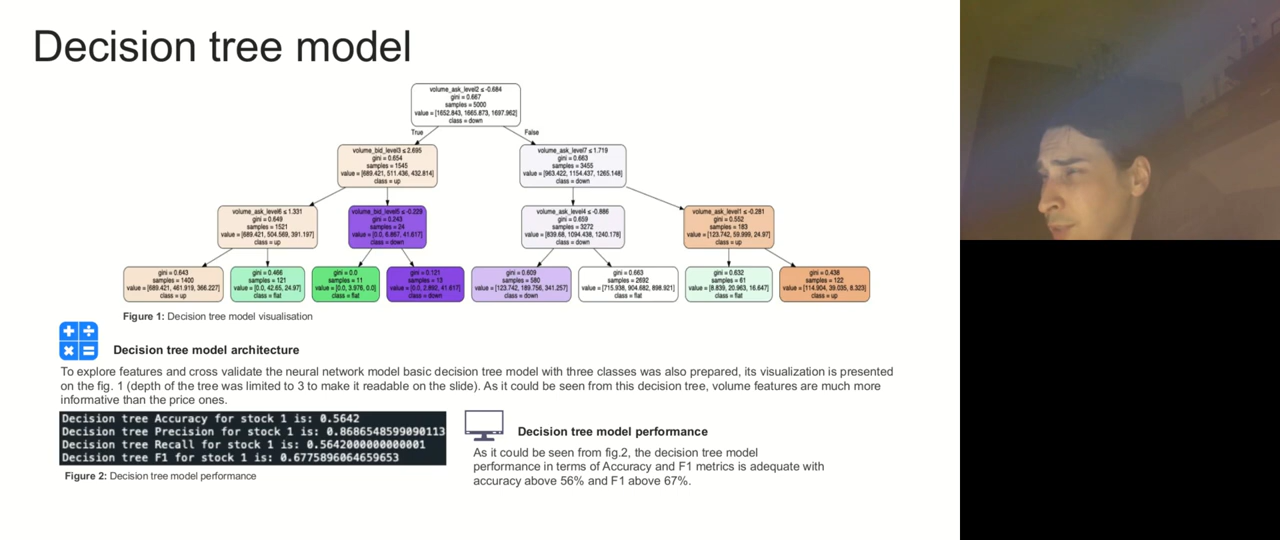 Decision tree model
volume_ask_level2 ≤ -0.684
gini = 0.667
samples = 5000
value = [1652.843, 1665.873, 1697.962]
class = down
True
False
volume_bid_level3 ≤ 2.695
gini = 0.654
samples = 1545
value = [689.421, 511.436, 432.814]
class = up
volume_ask_level7 ≤ 1.719
gini = 0.663
samples = 3455
value = [963.422, 1154.437, 1265.148]
class = down
volume_ask_level6 ≤ 1.331
gini = 0.649
samples = 1521
value = [689.421, 504.569, 391.197]
class = up
volume_bid_level5 ≤ -0.229
gini = 0.243
samples = 24
value = [0.0, 6.867, 41.617]
class = down
volume_ask_level4 ≤ -0.886
gini = 0.659
samples = 3272
value = [839.68, 1094.438, 1240.178]
class = down
volume_ask_level1 ≤ -0.281
gini = 0.552
samples = 183
value = [123.742, 59.999, 24.97]
class = up
gini = 0.643
samples = 1400
value = [689.421, 461.919, 366.227]
class = up
gini = 0.466
samples = 121
value = [0.0, 42.65, 24.97]
class = flat
gini = 0.0
samples = 11
value = [0.0, 3.976, 0.0]
class = flat
gini = 0.121
samples = 13
value = [0.0, 2.892, 41.617]
class = down
gini = 0.609
samples = 580
value = [123.742, 189.756, 341.257]
class = down
gini = 0.663
samples = 2692
value = [715.938, 904.682, 898.921]
class = flat
gini = 0.632
samples = 61
value = [8.839, 20.963, 16.647]
class = flat
gini = 0.438
samples = 122
value = [114.904, 39.035, 8.323]
class = up
Figure 1: Decision tree model visualisation
Decision tree model architecture
To explore features and cross validate the neural network model basic decision tree model with three classes was also prepared, its visualization is presented
on the fig. 1 (depth of the tree was limited to 3 to make it readable on the slide). As it could be seen from this decision tree, volume features are much more
informative than the price ones.
Decision tree Accuracy for stock 1 is: 0.5642
Decision tree Precision for stock 1 is: 0.8686548599090113
Decision tree Recall for stock 1 is: 0.5642000000000001
Decision tree F1 for stock 1 is: 0.6775896064659653
Figure 2: Decision tree model performance
Decision tree model performance
As it could be seen from fig.2, the decision tree model
performance in terms of Accuracy and F1 metrics is adequate with
accuracy above 56% and F1 above 67%.